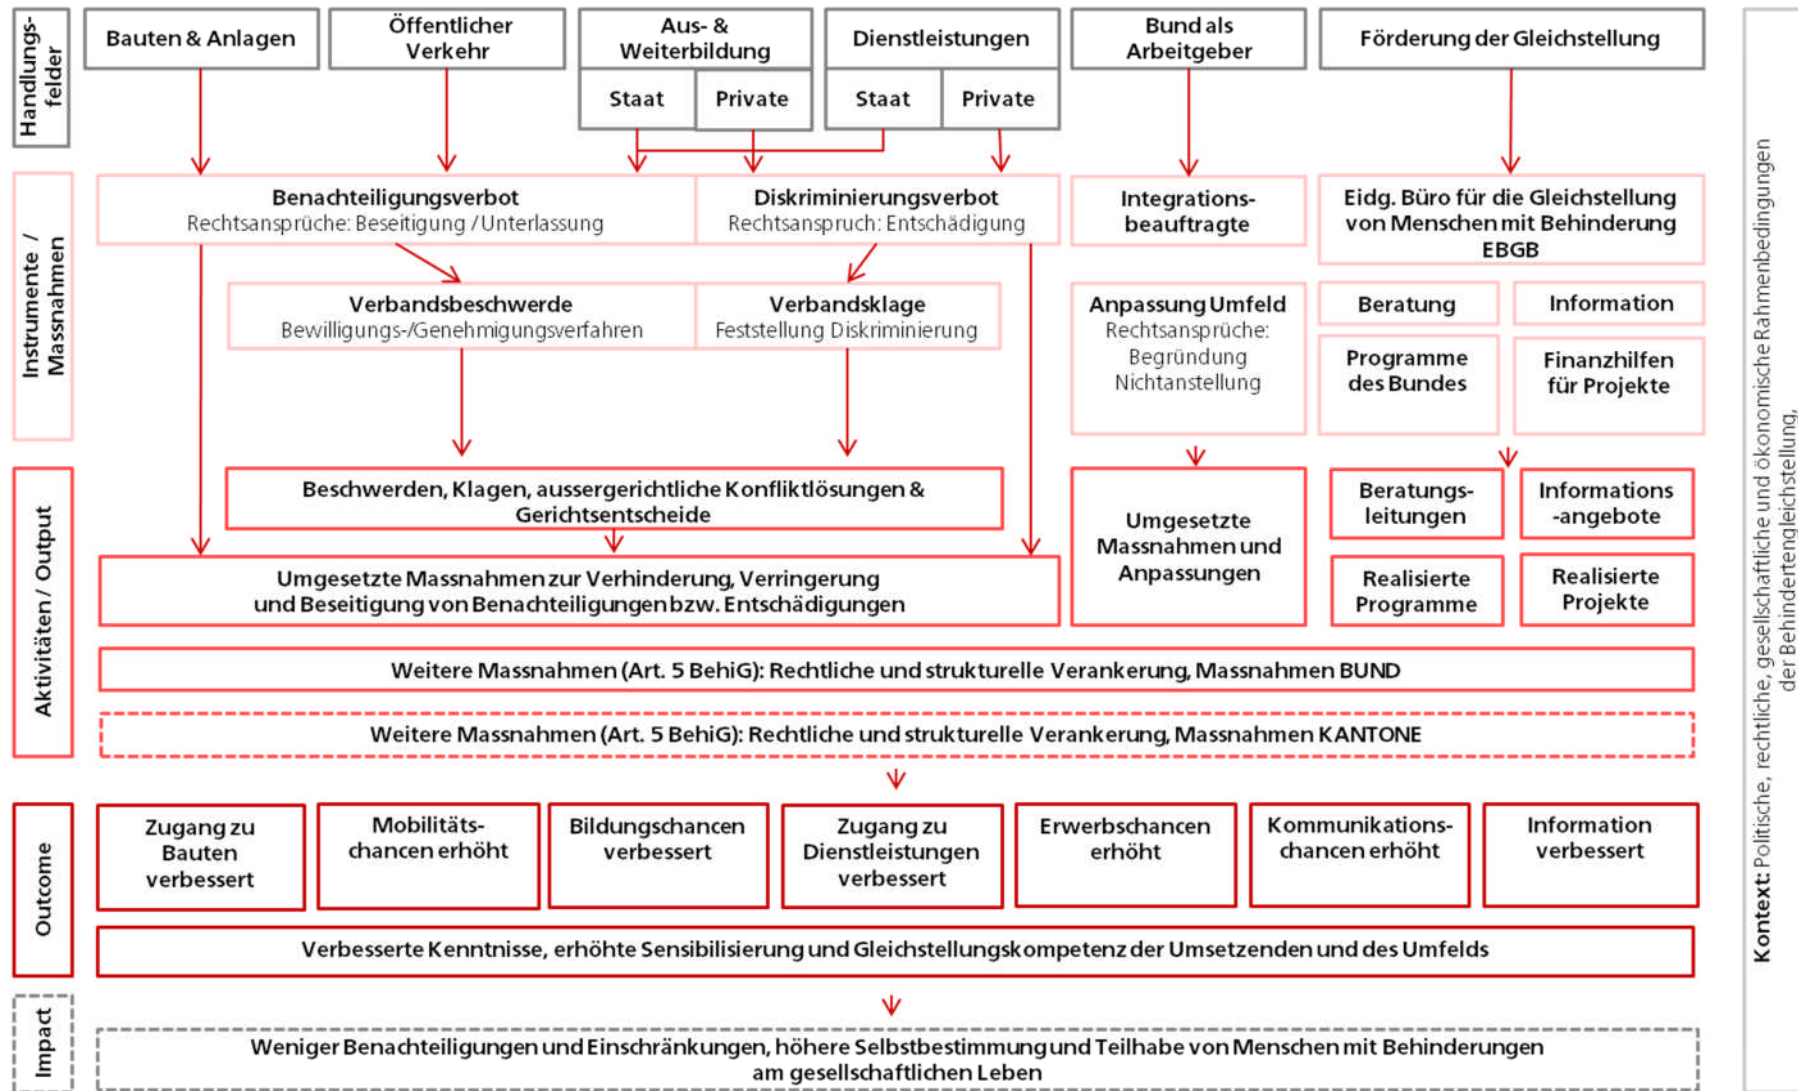 Handlungs-
felder
Bauten & Anlagen
Öffentlicher
Verkehr
Aus- &
Weiterbildung
Staat
Private
Dienstleistungen
Staat
Private
Bund als
Arbeitgeber
Förderung der Gleichstellung
Instrumente /
Massnahmen
Benachteiligungsverbot
Rechtsansprüche: Beseitigung / Unterlassung
Diskriminierungsverbot
Rechtsanspruch: Entschädigung
Integrations-
beauftragte
Eidg. Büro für die Gleichstellung
von Menschen mit Behinderung
EBGB
Verbandsbeschwerde
Bewilligungs-/Genehmigungsverfahren
Verbandsklage
Feststellung Diskriminierung
Anpassung Umfeld
Rechtsansprüche:
Begründung
Nichtanstellung
Beratung
Information
Programme
des Bundes
Finanzhilfen
für Projekte
Aktivitäten / Output
Beschwerden, Klagen, aussergerichtliche Konfliktlösungen &
Gerichtsentscheide
Umgesetzte Massnahmen zur Verhinderung, Verringerung
und Beseitigung von Benachteiligungen bzw. Entschädigungen
Umgesetzte
Massnahmen und
Anpassungen
Beratungs-
leitungen
Informations
-angebote
Realisierte
Programme
Realisierte
Projekte
Weitere Massnahmen (Art. 5 BehiG): Rechtliche und strukturelle Verankerung, Massnahmen BUND
Weitere Massnahmen (Art. 5 BehiG): Rechtliche und strukturelle Verankerung, Massnahmen KANTONE
Outcome
Zugang zu
Bauten
verbessert
Mobilitäts-
chancen erhöht
Bildungschancen
verbessert
Zugang zu
Dienstleistungen
verbessert
Erwerbschancen
erhöht
Kommunikations-
chancen erhöht
Information
verbessert
Verbesserte Kenntnisse, erhöhte Sensibilisierung und Gleichstellungskompetenz der Umsetzenden und des Umfelds
Impact
Weniger Benachteiligungen und Einschränkungen, höhere Selbstbestimmung und Teilhabe von Menschen mit Behinderungen
am gesellschaftlichen Leben
Kontext: Politische, rechtliche, gesellschaftliche und ökonomische Rahmenbedingungen
der Behindertengleichstellung,